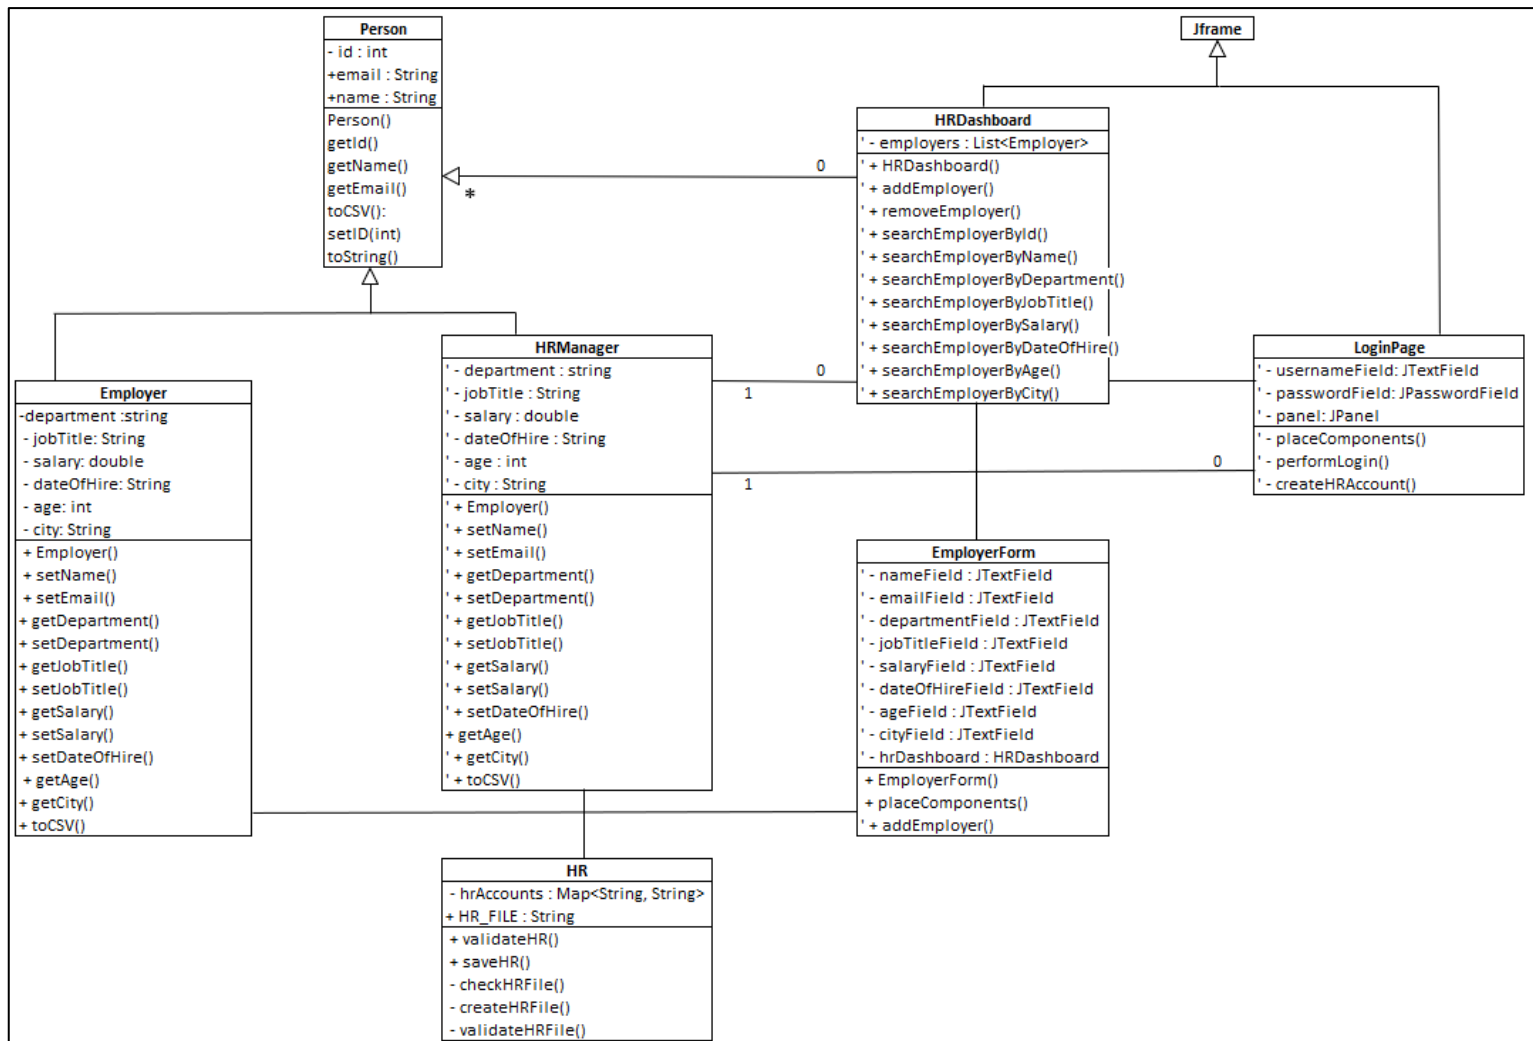 Person
- id : int
+email : String
+name : String
Person()
getId()
getName()
getEmail()
toCSV():
setID(int)
toString()
Jframe
HRDashboard
' - employers : List<Employer>
' + HRDashboard()
' + addEmployer()
' + removeEmployer()
' + searchEmployerById()
' + searchEmployerByName()
' + searchEmployerByDepartment()
' + searchEmployerByJobTitle()
' + searchEmployerBySalary()
' + searchEmployerByDateOfHire()
' + searchEmployerByAge()
' + searchEmployerByCity()
0
*
Employer
-department :string
- jobTitle: String
- salary: double
- dateOfHire: String
- age: int
- city: String
+ Employer()
+ setName()
+ setEmail()
+ getDepartment()
+ setDepartment()
+ getJobTitle()
+ setJobTitle()
+ getSalary()
+ setSalary()
+ setDateOfHire()
+ getAge()
+ getCity()
+ toCSV()
HRManager
' - department : string
' - jobTitle : String
' - salary : double
' - dateOfHire : String
' - age : int
' - city : String
' + Employer()
' + setName()
' + setEmail()
' + getDepartment()
' + setDepartment()
' + getJobTitle()
' + setJobTitle()
' + getSalary()
' + setSalary()
' + setDateOfHire()
+ getAge()
' + getCity()
' + toCSV()
0
1
0
1
LoginPage
' - usernameField: JTextField
' - passwordField: JPasswordField
' - panel: JPanel
' - placeComponents()
' - performLogin()
' - createHRAccount()
EmployerForm
' - nameField : JTextField
' - emailField : JTextField
' - departmentField : JTextField
' - jobTitleField : JTextField
' - salaryField : JTextField
' - dateOfHireField : JTextField
' - ageField : JTextField
' - cityField : JTextField
' - hrDashboard : HRDashboard
+ EmployerForm()
+ placeComponents()
' + addEmployer()
HR
- hrAccounts : Map<String, String>
+ HR_FILE : String
+ validateHR()
+ saveHR()
- checkHRFile()
- createHRFile()
- validateHRFile()